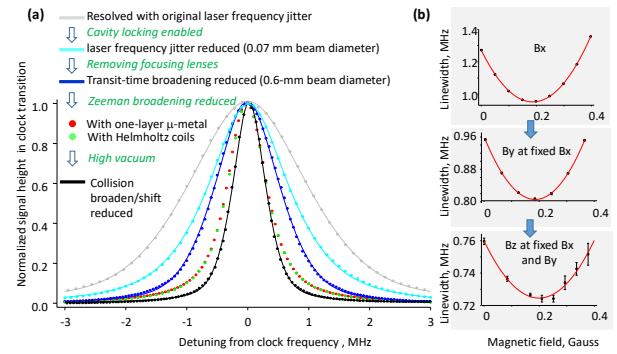 (a)
Resolved with original laser frequency jitter
Cavity locking enabled
laser frequency jitter reduced (0.07 mm beam diameter)
Removing focusing lenses
Transit-time broadening reduced (0.6-mm beam diameter)
Zeeman broadening reduced
With one-layer μ-metal
With Helmholtz coils
High vacuum
Collision
broaden/shift
reduced
Normalized signal height in clock transition
1.0
0.8
0.6
0.4
0.2
0.0
-3 -2 -1 0 1 2 3
Detuning from clock frequency , MHz
(b)
Linewidth, MHz
1.4
1.2
1.0
Bx
0 0.2 0.4
Linewidth, MHz
0.96
0.88
0.80
By at fixed Bx
0 0.2 0.4
Linewidth, MHz
0.76
0.74
0.72
Bz at fixed Bx
and By
0 0.2 0.4
Magnetic field, Gauss